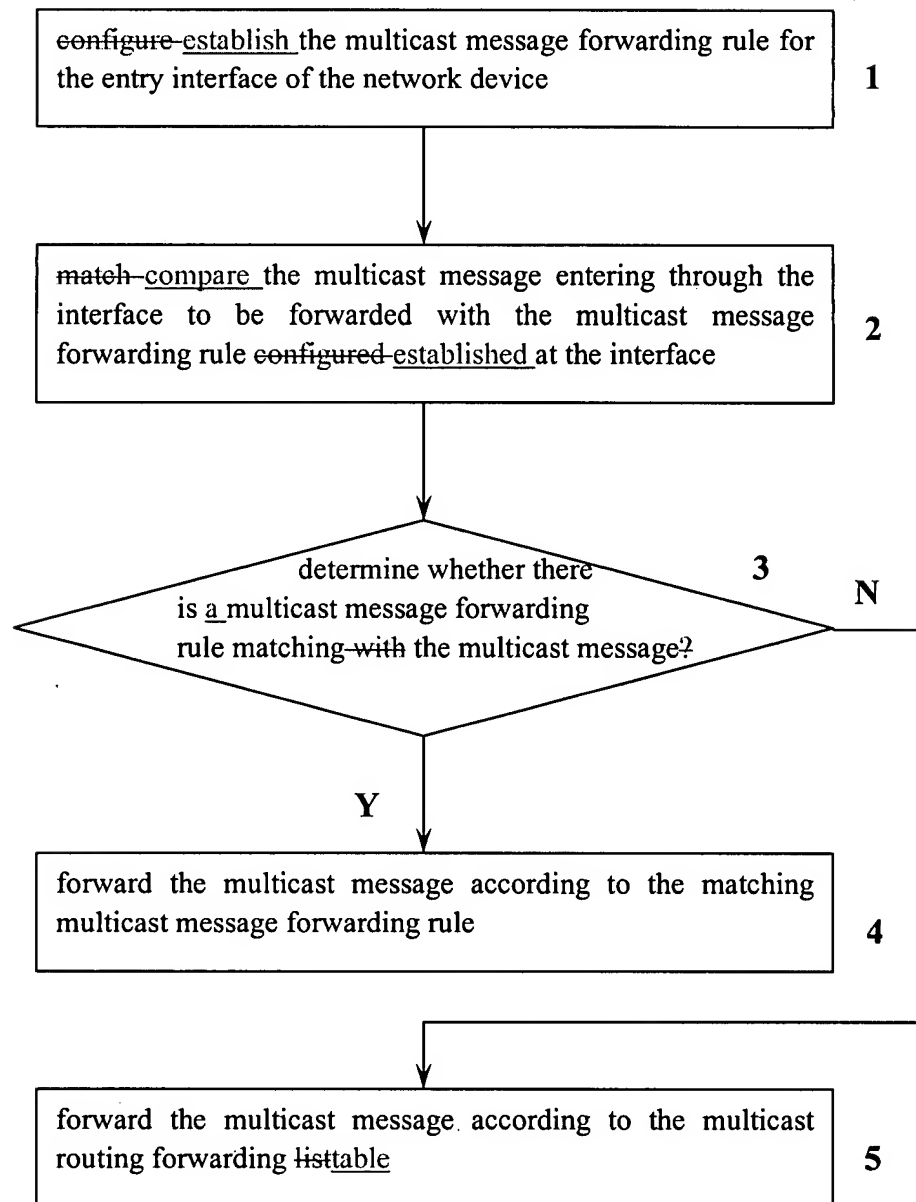 configure establish the multicast message forwarding rule for
the entry interface of the network device
1
match compare the multicast message entering through the
interface to be forwarded with the multicast message
forwarding rule configured established at the interface
2
determine whether there
is a multicast message forwarding
rule matching with the multicast message?
3
N
Y
forward the multicast message according to the matching
multicast message forwarding rule
4
forward the multicast message according to the multicast
routing forwarding listtable
5